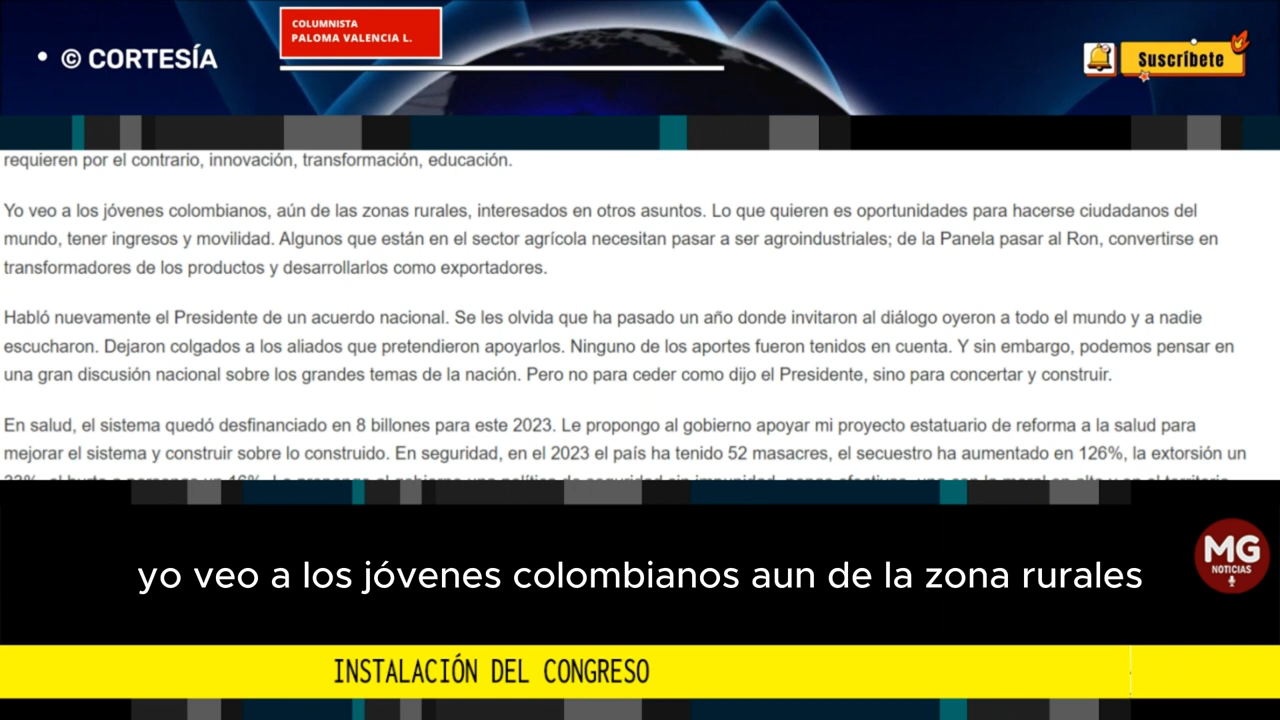 COLUMNISTA
PALOMA VALENCIA L.
• © CORTESÍA
Suscríbete
requieren por el contrario, innovación, transformación, educación.
Yo veo a los jóvenes colombianos, aún de las zonas rurales, interesados en otros asuntos. Lo que quieren es oportunidades para hacerse ciudadanos del
mundo, tener ingresos y movilidad. Algunos que están en el sector agrícola necesitan pasar a ser agroindustriales; de la Panela pasar al Ron, convertirse en
transformadores de los productos y desarrollarlos como exportadores.
Habló nuevamente el Presidente de un acuerdo nacional. Se les olvida que ha pasado un año donde invitaron al diálogo oyeron a todo el mundo y a nadie
escucharon. Dejaron colgados a los aliados que pretendieron apoyarlos. Ninguno de los aportes fueron tenidos en cuenta. Y sin embargo, podemos pensar en
una gran discusión nacional sobre los grandes temas de la nación. Pero no para ceder como dijo el Presidente, sino para concertar y construir.
En salud, el sistema quedó desfinanciado en 8 billones para este 2023. Le propongo al gobierno apoyar mi proyecto estatuario de reforma a la salud para
mejorar el sistema y construir sobre lo construido. En seguridad, en el 2023 el país ha tenido 52 masacres, el secuestro ha aumentado en 126%, la extorsión un
yo veo a los jóvenes colombianos aun de la zona rurales
MG
NOTICIAS
INSTALACIÓN DEL CONGRESO